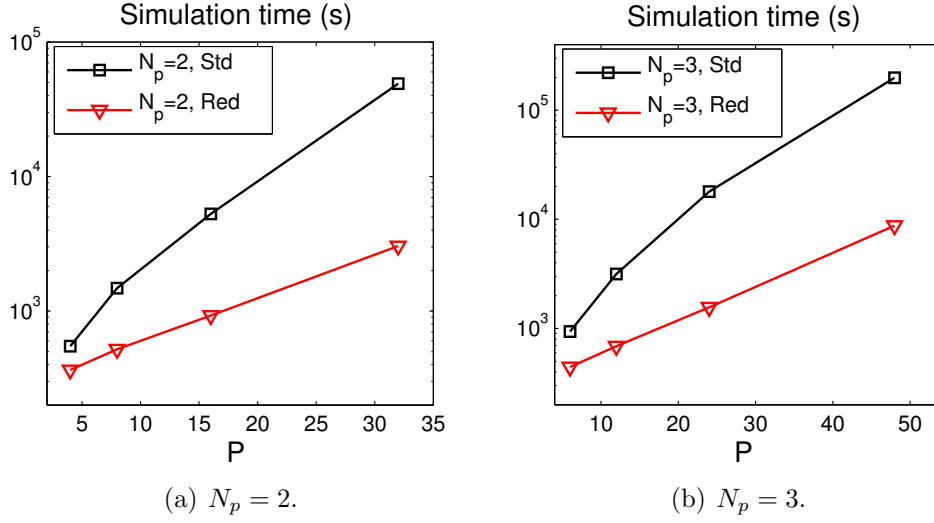 Simulation time (s)
10^5
10^4
10^3
N_p=2, Std
N_p=2, Red
5 10 15 20 25 30 35
P
(a) N_p = 2.
Simulation time (s)
10^5
10^4
10^3
N_p=3, Std
N_p=3, Red
10 20 30 40 50
P
(b) N_p = 3.